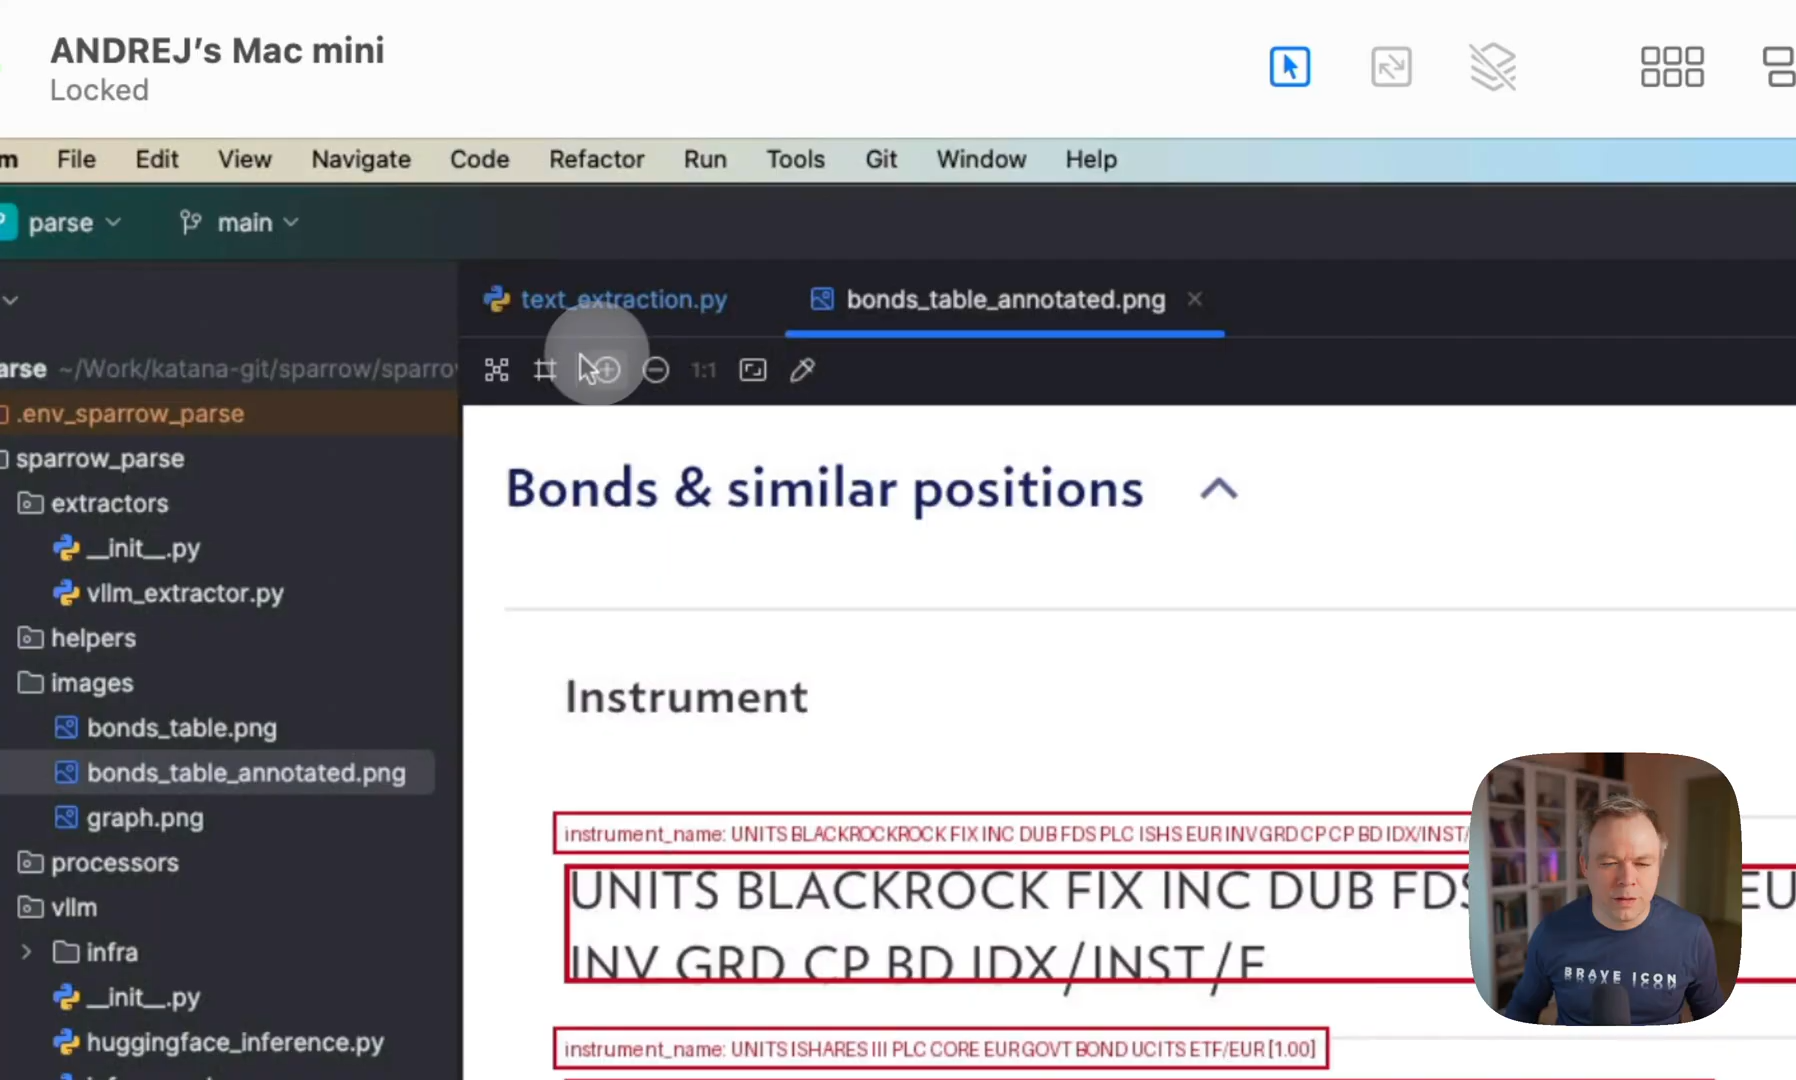 ANDREJ’s Mac mini
Locked
m File Edit View Navigate Code Refactor Run Tools Git Window Help
parse main
text_extraction.py bonds_table_annotated.png
arse ~/Work/katana-git/sparrow/sparro
1:1
.env_sparrow_parse
sparrow_parse
extractors
__init__.py
vllm_extractor.py
helpers
images
bonds_table.png
bonds_table_annotated.png
graph.png
processors
vllm
infra
__init__.py
huggingface_inference.py
Bonds & similar positions
Instrument
instrument_name: UNITS BLACKROCKROCK FIX INC DUB FDS PLC ISHS EUR INV GRD CP CP BD IDX/INST/
UNITS BLACKROCK FIX INC DUB FDS EU
INV GRD CP BD IDX/INST/E
instrument_name: UNITS ISHARES III PLC CORE EUR GOVT BOND UCITS ETF/EUR [1.00]
BRAVE ICON